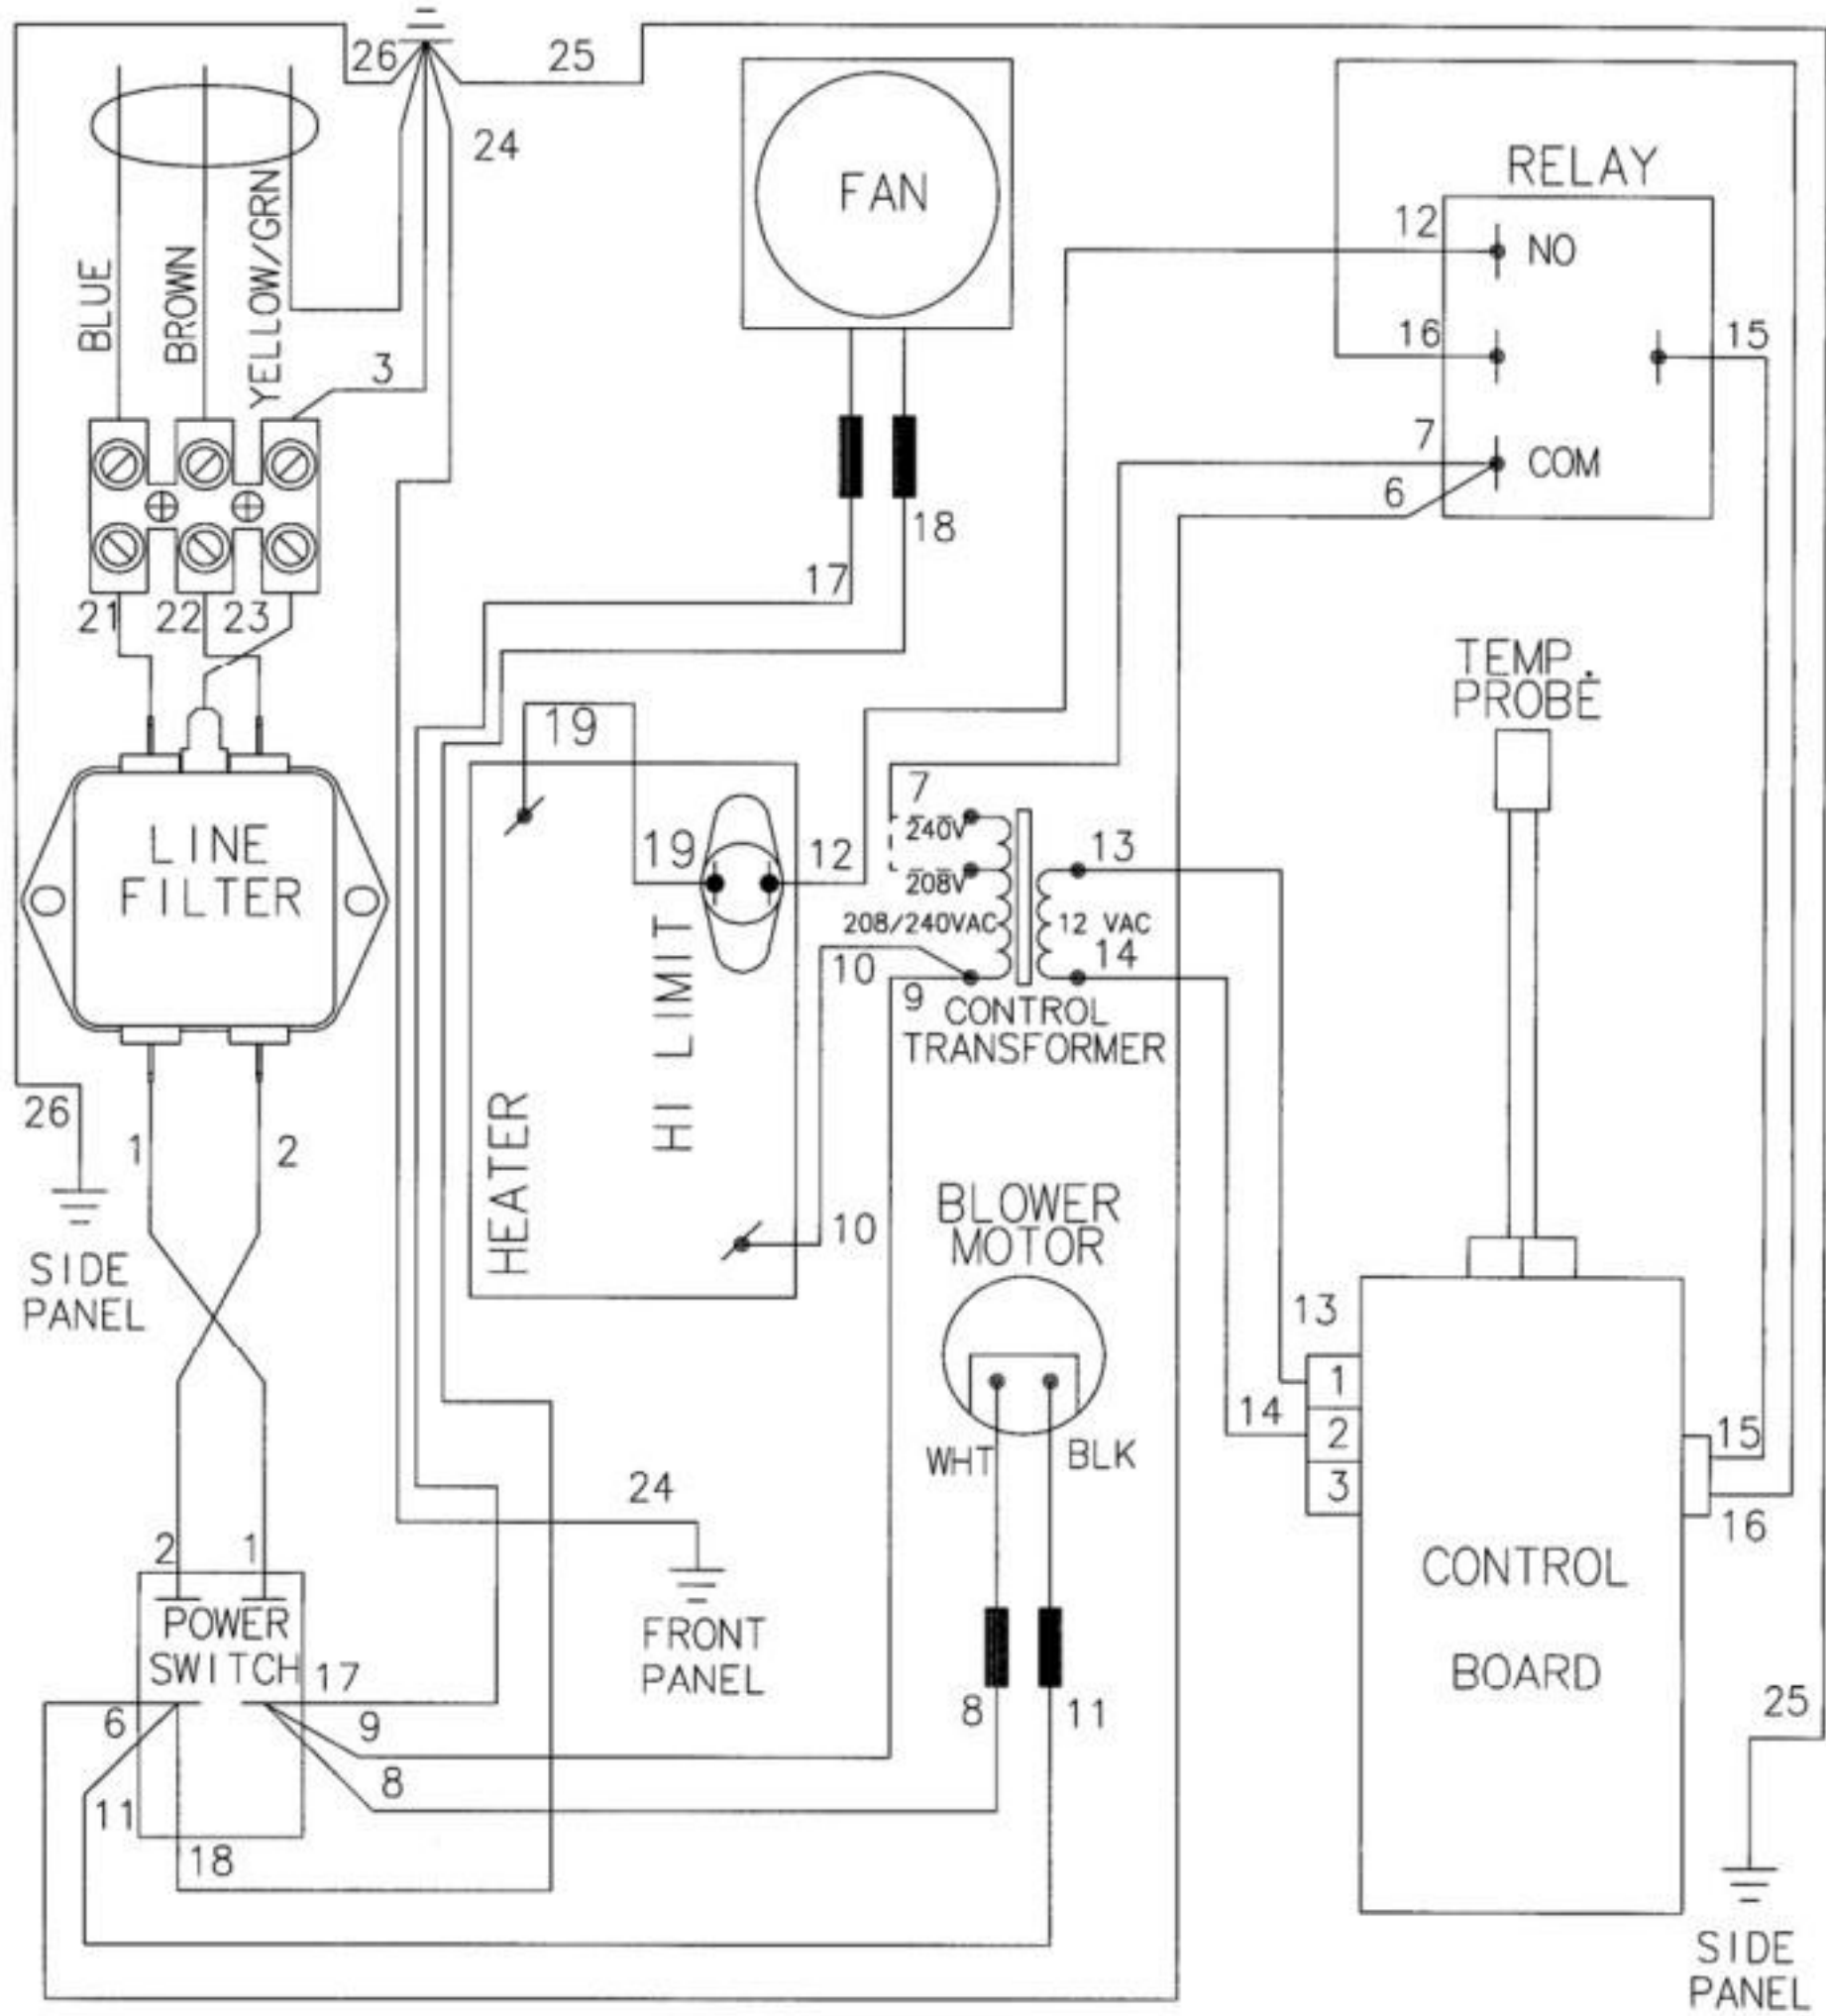 26
25
24
FAN
RELAY
12
NO
16
15
7
COM
6
BLUE
BROWN
YELLOW/GRN
3
18
17
21
22
23
TEMP.
PROBE
19
LINE
FILTER
19
12
7
240V
208V
208/240VAC
13
12 VAC
14
10
9
CONTROL
TRANSFORMER
HI LIMIT
HEATER
26
1
2
10
BLOWER
MOTOR
SIDE
PANEL
13
1
14
2
3
WHT
BLK
15
16
24
2
1
POWER
SWITCH
17
FRONT
PANEL
CONTROL
BOARD
6
9
8
11
25
8
11
18
SIDE
PANEL